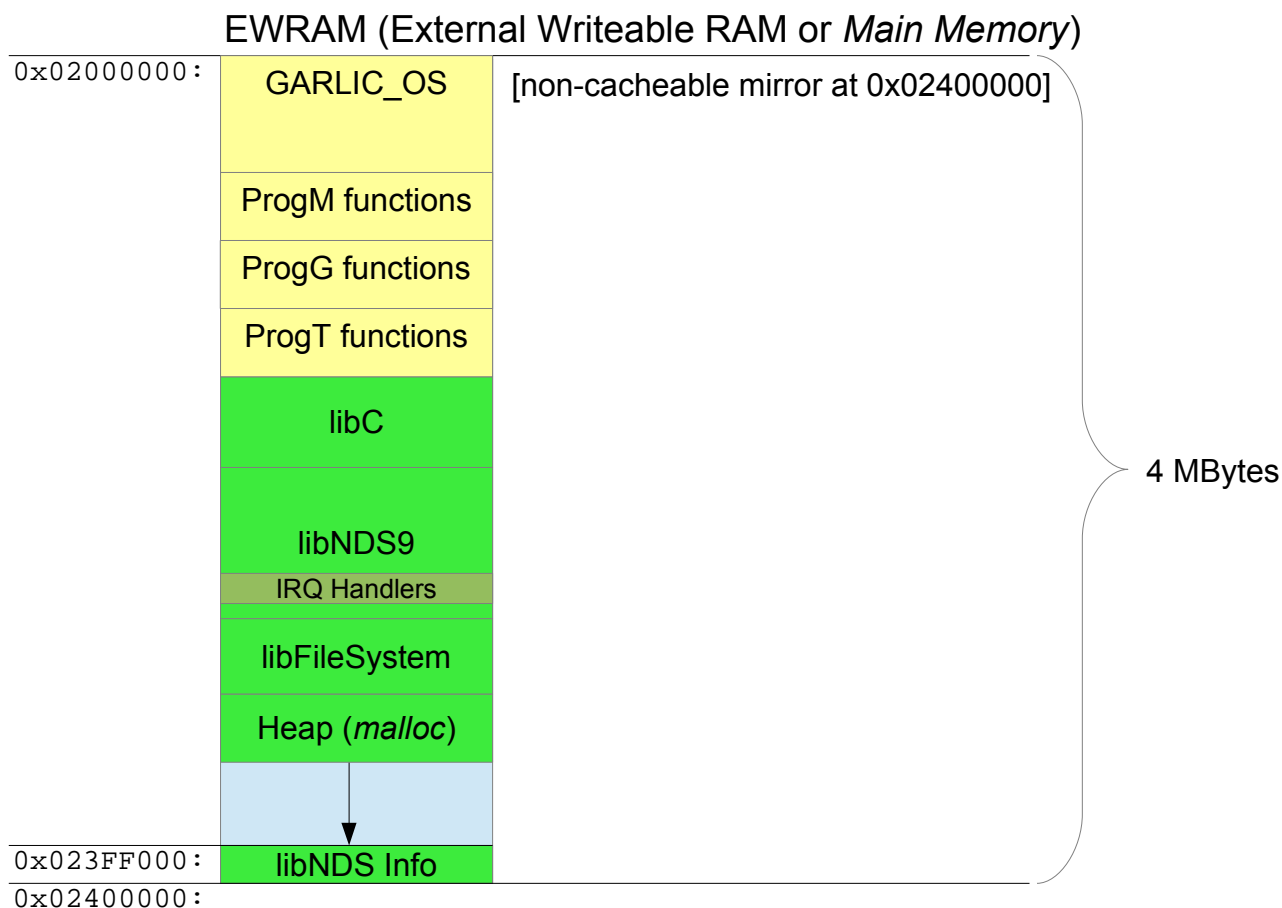 EWRAM (External Writeable RAM or Main Memory)
0x02000000:
GARLIC_OS
[non-cacheable mirror at 0x02400000]
ProgM functions
ProgG functions
ProgT functions
libC
4 MBytes
libNDS9
IRQ Handlers
libFileSystem
Heap (malloc)
0x023FF000:
libNDS Info
0x02400000: